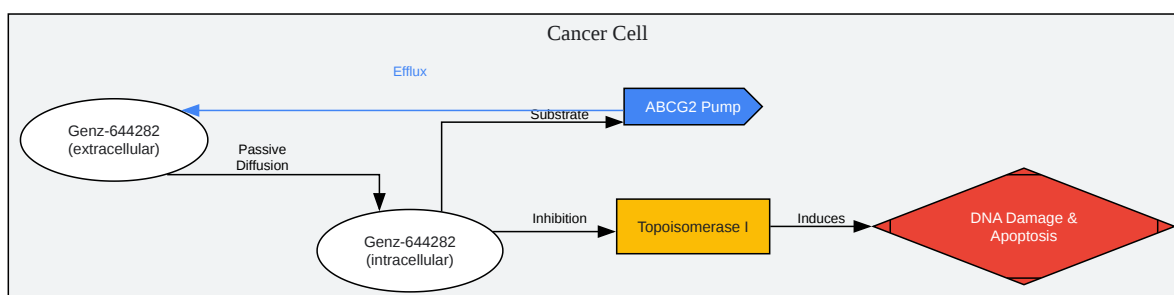 Cancer Cell
Efflux
ABCG2 Pump
Substrate
Genz-644282
(extracellular)
Passive
Diffusion
Genz-644282
(intracellular)
Inhibition
Topoisomerase I
Induces
DNA Damage &
Apoptosis